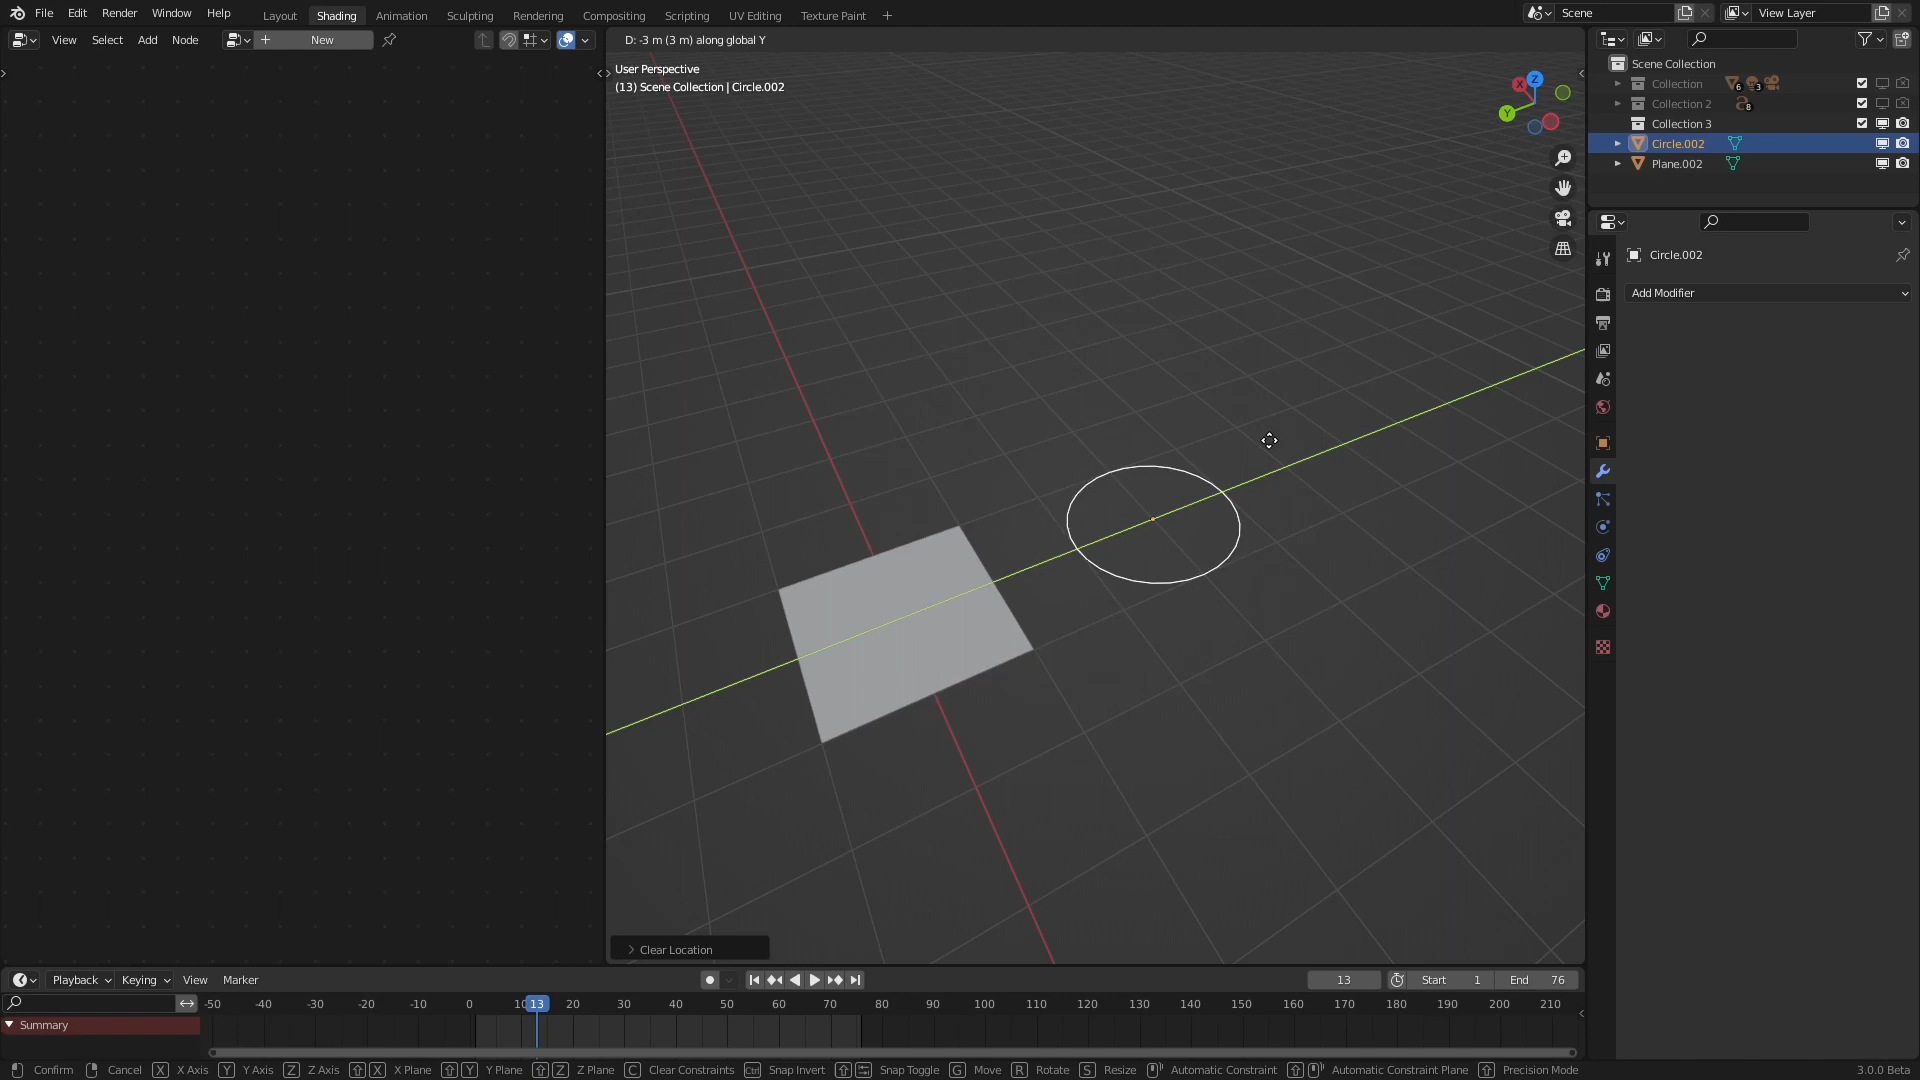 File Edit Render Window Help Layout Shading Animation Sculpting Rendering Compositing Scripting UV Editing Texture Paint + Scene View Layer
View Select Add Node New
D: -3 m (3 m) along global Y
User Perspective
(13) Scene Collection | Circle.002
X
Y
Z
Scene Collection
Collection 6 3
Collection 2 8
Collection 3
Circle.002
Plane.002
Circle.002
Add Modifier
Clear Location
Playback Keying View Marker 13 Start 1 End 76
-50 -40 -30 -20 -10 0 10 13 20 30 40 50 60 70 80 90 100 110 120 130 140 150 160 170 180 190 200 210
Summary
Confirm Cancel X X Axis Y Y Axis Z Z Axis X X Plane Y Y Plane Z Z Plane C Clear Constraints Ctrl Snap Invert Snap Toggle G Move R Rotate S Resize Automatic Constraint Automatic Constraint Plane Precision Mode 3.0.0 Beta